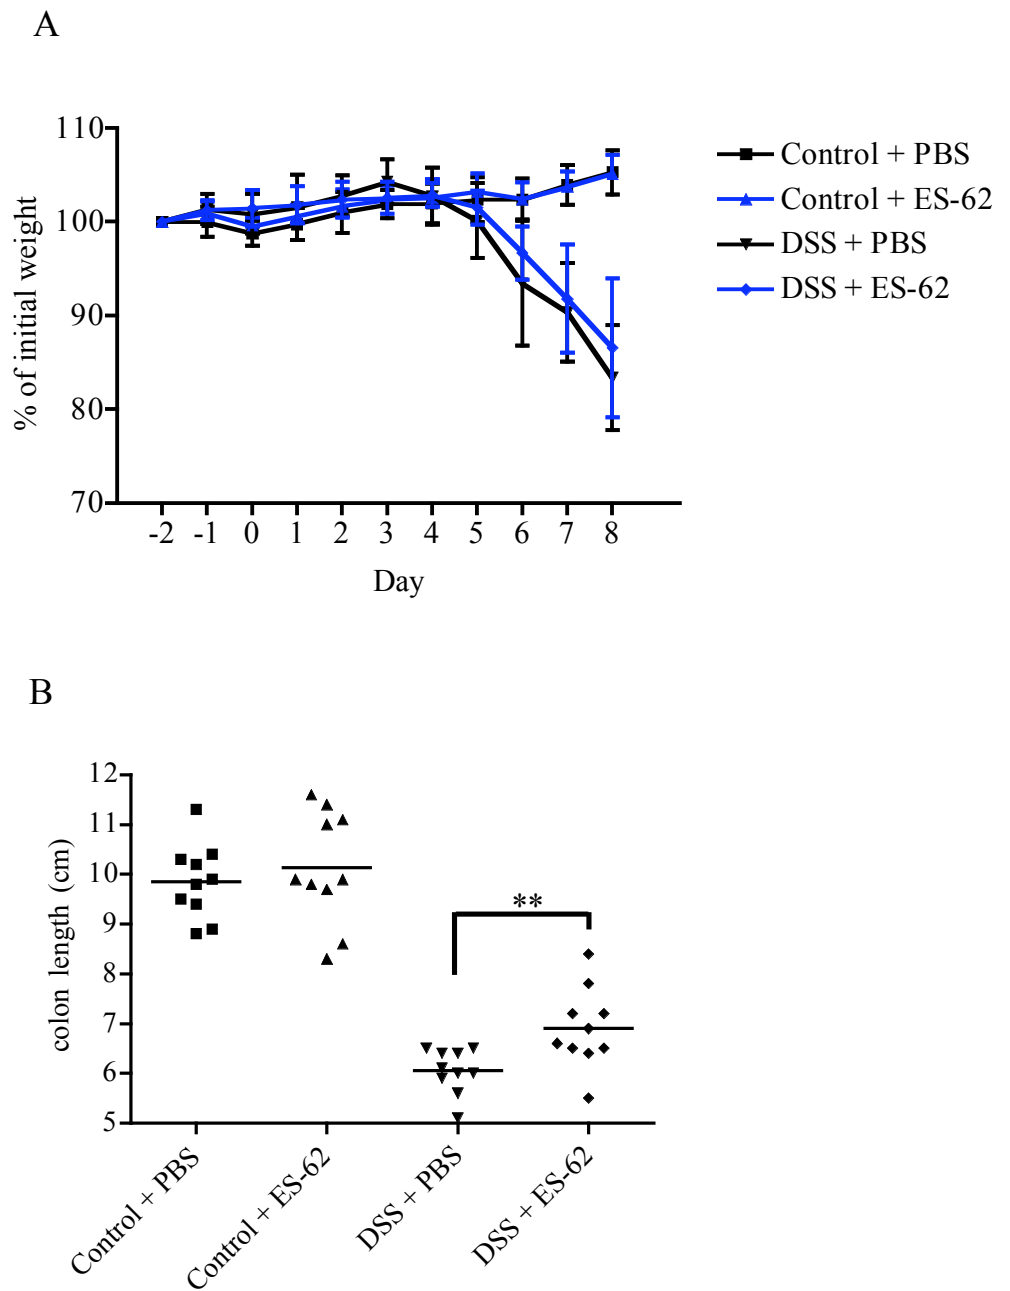 A
110
100
90
80
70
% of initial weight
-2 -1 0 1 2 3 4 5 6 7 8
Day
Control + PBS
Control + ES-62
DSS + PBS
DSS + ES-62
B
12
11
10
9
8
7
6
5
colon length (cm)
**
Control + PBS
Control + ES-62
DSS + PBS
DSS + ES-62